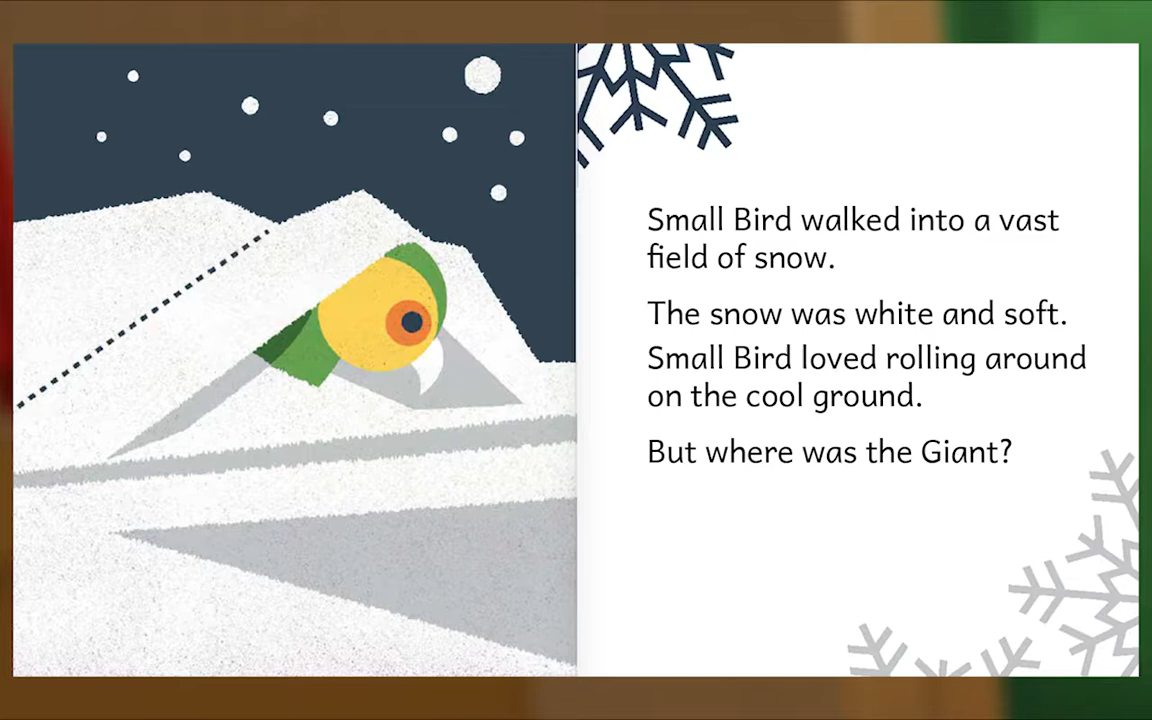 Small Bird walked into a vast
field of snow.
The snow was white and soft.
Small Bird loved rolling around
on the cool ground.
But where was the Giant?